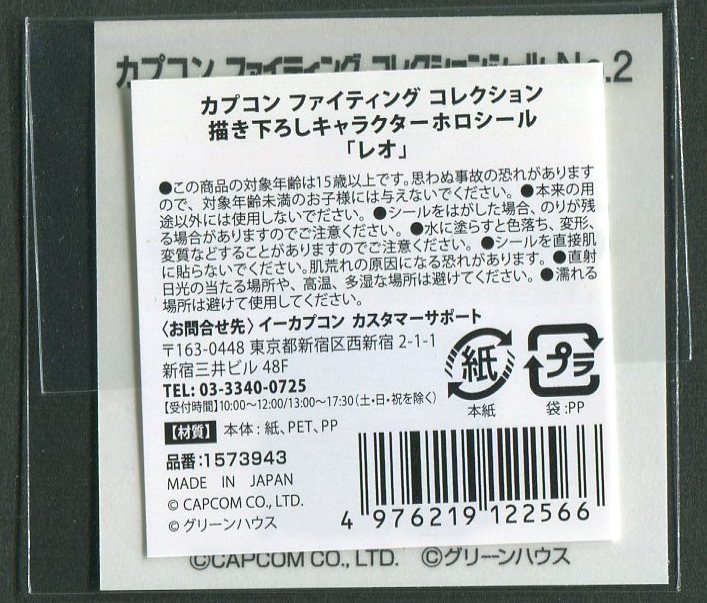 カプコン ファイティング コレクションシール No.2
カプコン ファイティング コレクション
描き下ろしキャラクターホロシール
「レオ」
●この商品の対象年齢は15歳以上です。思わぬ事故の恐れがあります
ので、対象年齢未満のお子様には与えないでください。●本来の用
途以外には使用しないでださい。●シールをはがした場合、のりが残
る場合がありますのでご注意ください。●水に塗らすと色落ち、変形、
変質などすることがありますのでご注意ください。●シールを直接肌
に貼らないでください。肌荒れの原因になる恐れがあります。●直射
日光の当たる場所や、高温、多湿な場所は避けてください。●濡れる
場所は避けて使用してください。
〈お問合せ先〉イーカプコン カスタマーサポート
〒163-0448 東京都新宿区西新宿 2-1-1
新宿三井ビル 48F
TEL: 03-3340-0725
【受付時間】10:00～12:00/13:00～17:30(土・日・祝を除く)
紙
本紙
プラ
袋:PP
【材質】 本体:紙、PET、PP
品番:1573943
MADE IN JAPAN
© CAPCOM CO., LTD.
© グリーンハウス
4 976219 122566
©CAPCOM CO., LTD. ©グリーンハウス